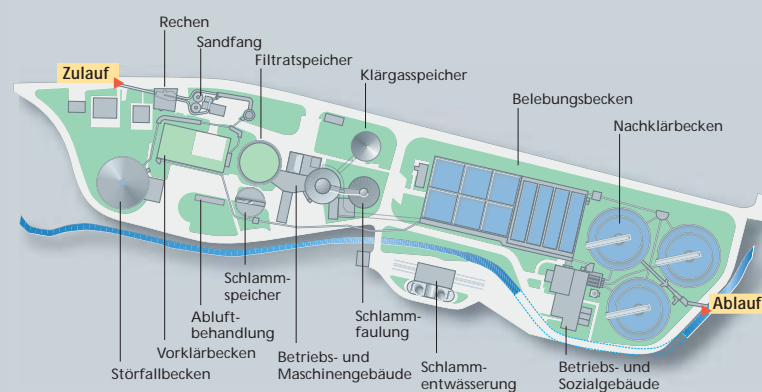 Rechen
Sandfang
Filtratspeicher
Zulauf
Klärgasspeicher
Belebungsbecken
Nachklärbecken
Schlamm-
speicher
Abluft-
behandlung
Vorklärbecken
Störfallbecken
Betriebs- und
Maschinengebäude
Schlamm-
faulung
Schlamm-
entwässerung
Betriebs- und
Sozialgebäude
Ablauf